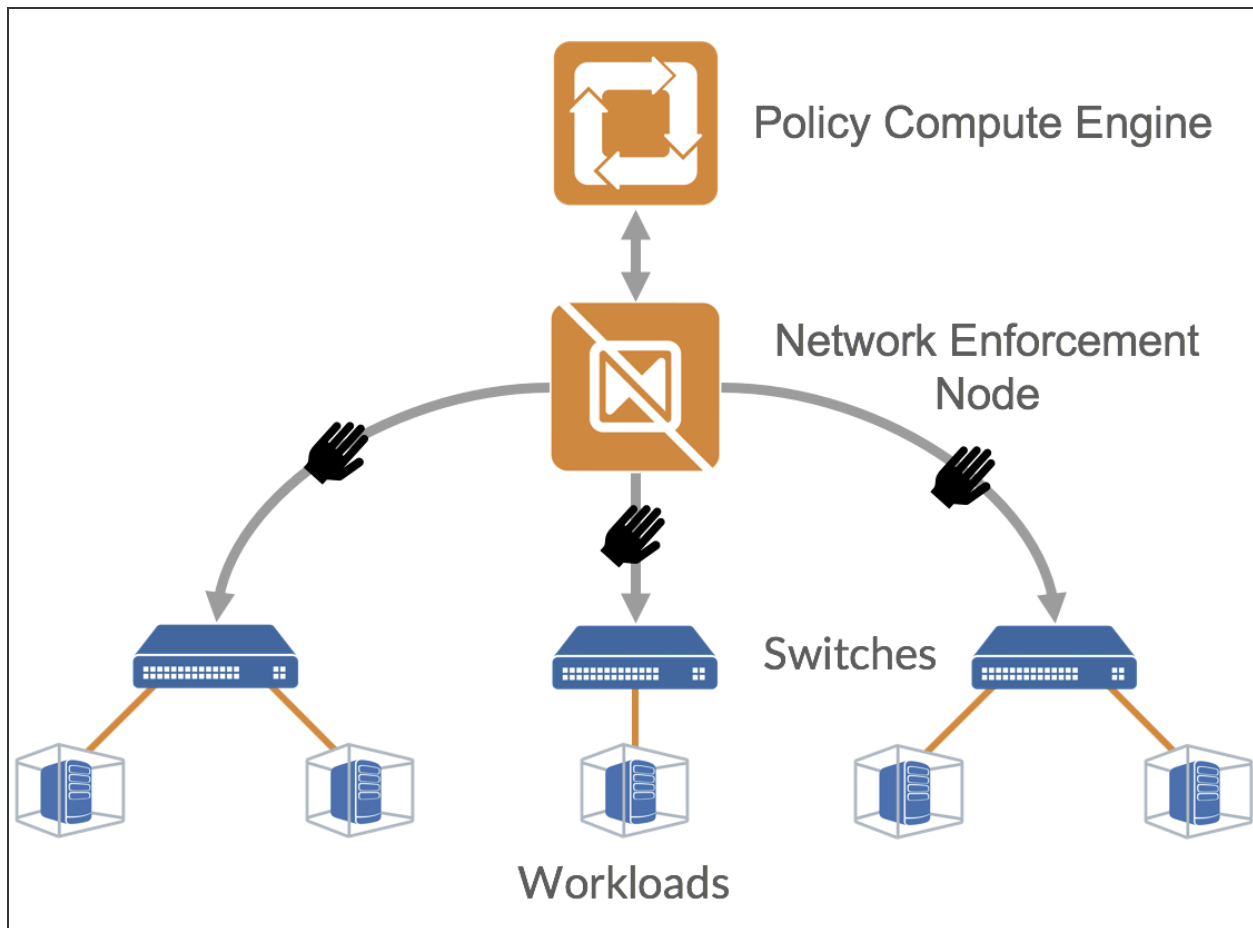 Policy Compute Engine
Network Enforcement
Node
Switches
Workloads